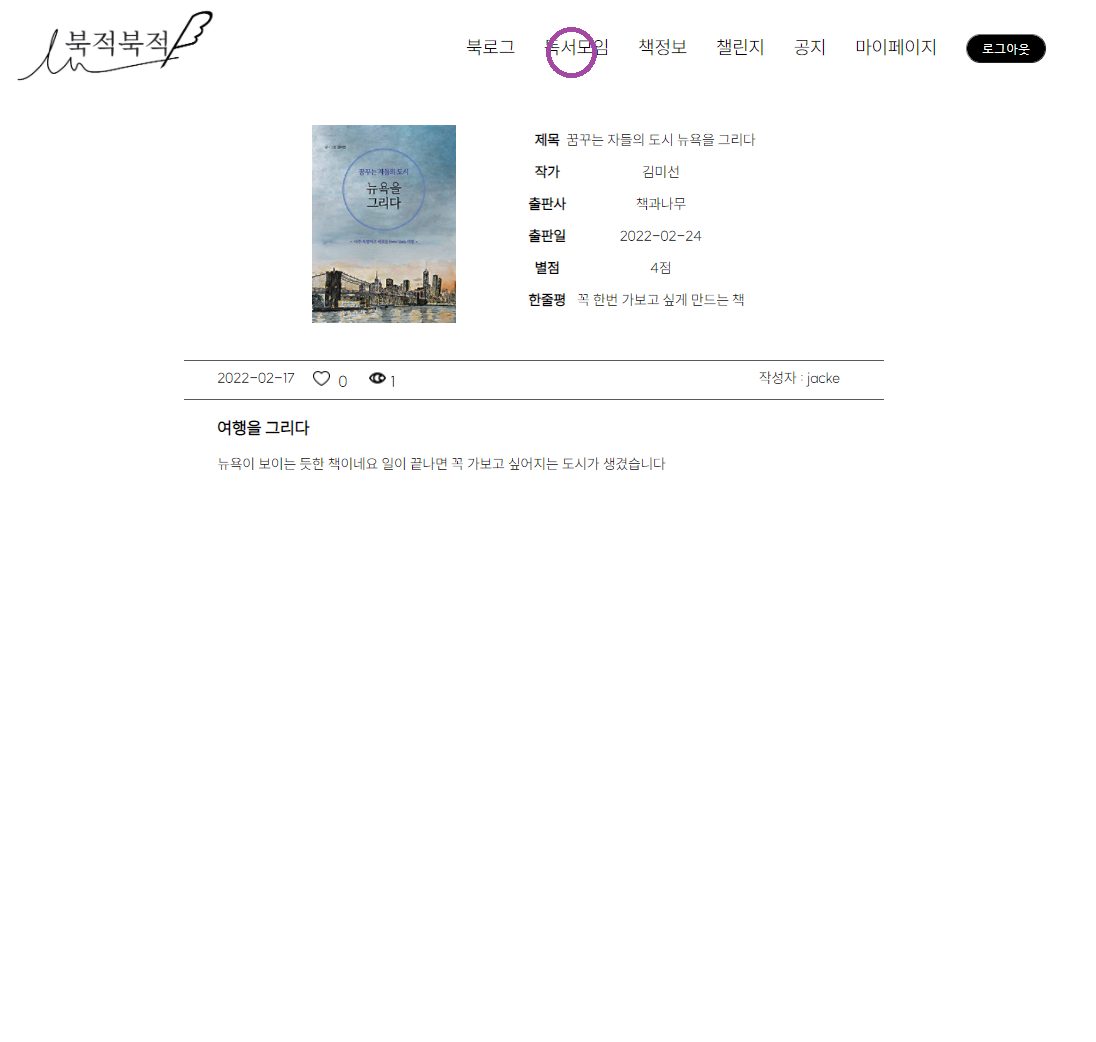 북적북적
북로그 독서모임 책정보 챌린지 공지 마이페이지 로그아웃
꿈꾸는 자들의 도시
뉴욕을
그리다
제목 꿈꾸는 자들의 도시 뉴욕을 그리다
작가 김미선
출판사 책과나무
출판일 2022-02-24
별점 4점
한줄평 꼭 한번 가보고 싶게 만드는 책
2022-02-17 0 1 작성자 : jacke
여행을 그리다
뉴욕이 보이는 듯한 책이네요 일이 끝나면 꼭 가보고 싶어지는 도시가 생겼습니다